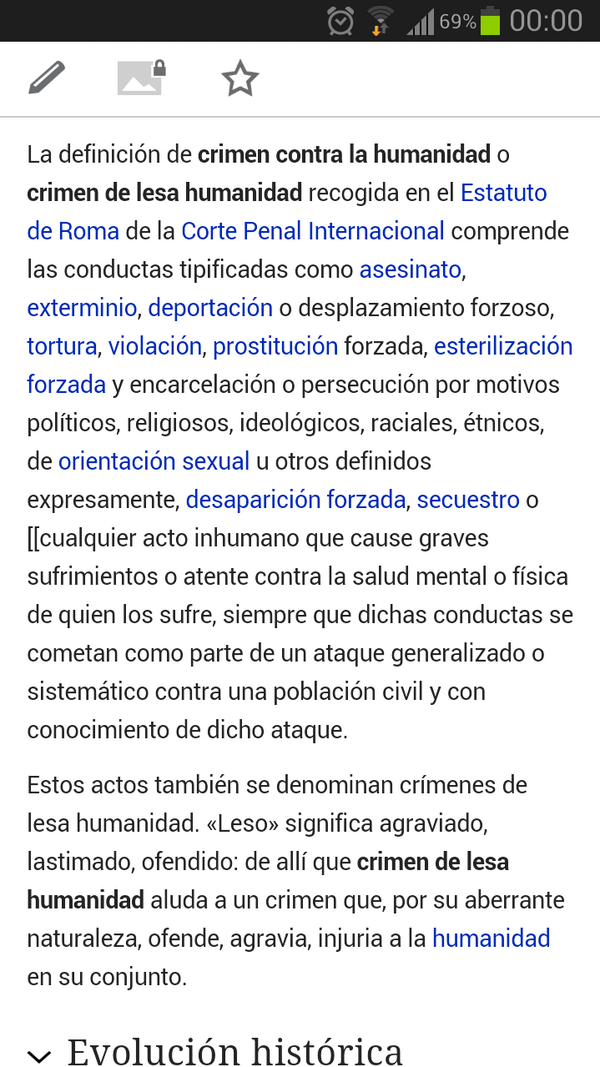 69% 00:00
La definición de crimen contra la humanidad o
crimen de lesa humanidad recogida en el Estatuto
de Roma de la Corte Penal Internacional comprende
las conductas tipificadas como asesinato,
exterminio, deportación o desplazamiento forzoso,
tortura, violación, prostitución forzada, esterilización
forzada y encarcelación o persecución por motivos
políticos, religiosos, ideológicos, raciales, étnicos,
de orientación sexual u otros definidos
expresamente, desaparición forzada, secuestro o
[[cualquier acto inhumano que cause graves
sufrimientos o atente contra la salud mental o física
de quien los sufre, siempre que dichas conductas se
cometan como parte de un ataque generalizado o
sistemático contra una población civil y con
conocimiento de dicho ataque.
Estos actos también se denominan crímenes de
lesa humanidad. «Leso» significa agraviado,
lastimado, ofendido: de allí que crimen de lesa
humanidad aluda a un crimen que, por su aberrante
naturaleza, ofende, agravia, injuria a la humanidad
en su conjunto.
Evolución histórica